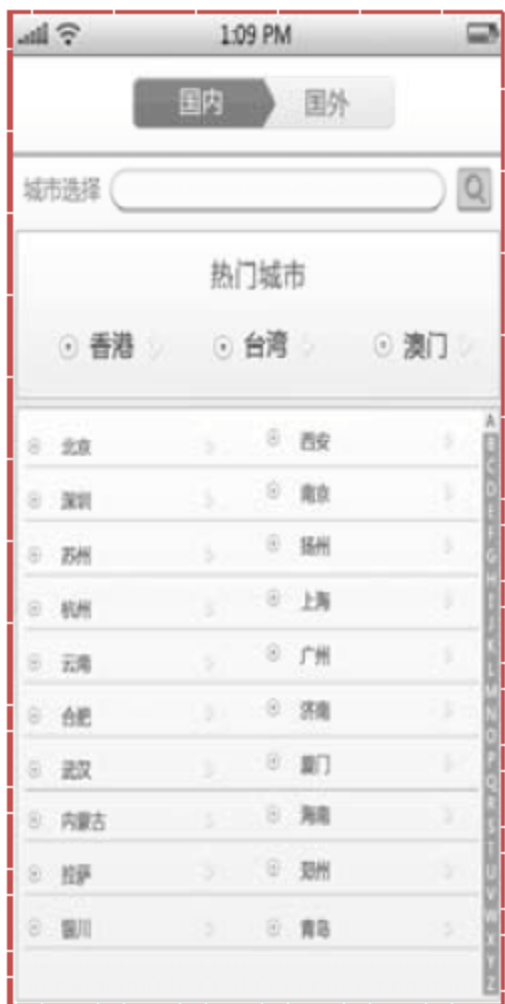 1:09 PM
国内 国外
城市选择
热门城市
香港 台湾 澳门
北京 西安
深圳 南京
苏州 扬州
杭州 上海
云南 广州
合肥 济南
武汉 厦门
内蒙古 海南
拉萨 郑州
银川 青岛
A
B
C
D
E
F
G
H
I
J
K
L
M
N
O
P
Q
R
S
T
U
V
W
X
Y
Z